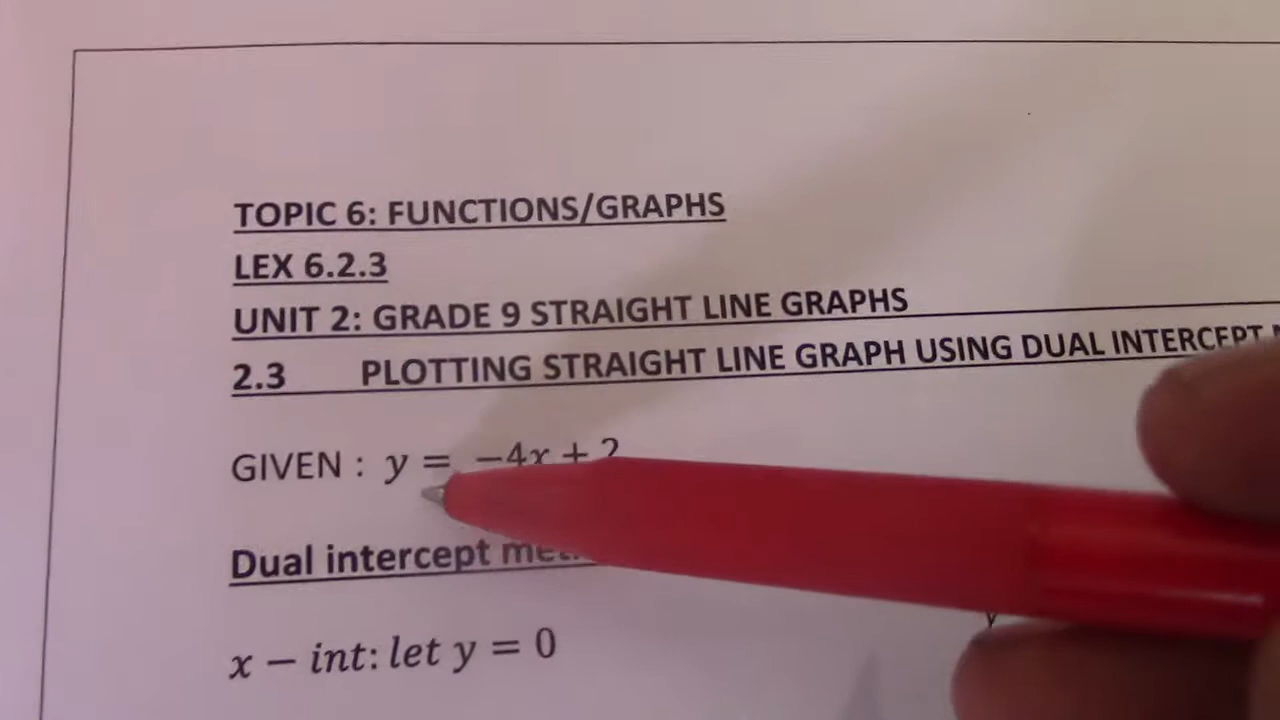 TOPIC 6: FUNCTIONS/GRAPHS
LEX 6.2.3
UNIT 2: GRADE 9 STRAIGHT LINE GRAPHS
2.3 PLOTTING STRAIGHT LINE GRAPH USING DUAL INTERCEPT
GIVEN : y = −4x + 2
Dual intercept
x − int: let y = 0
y